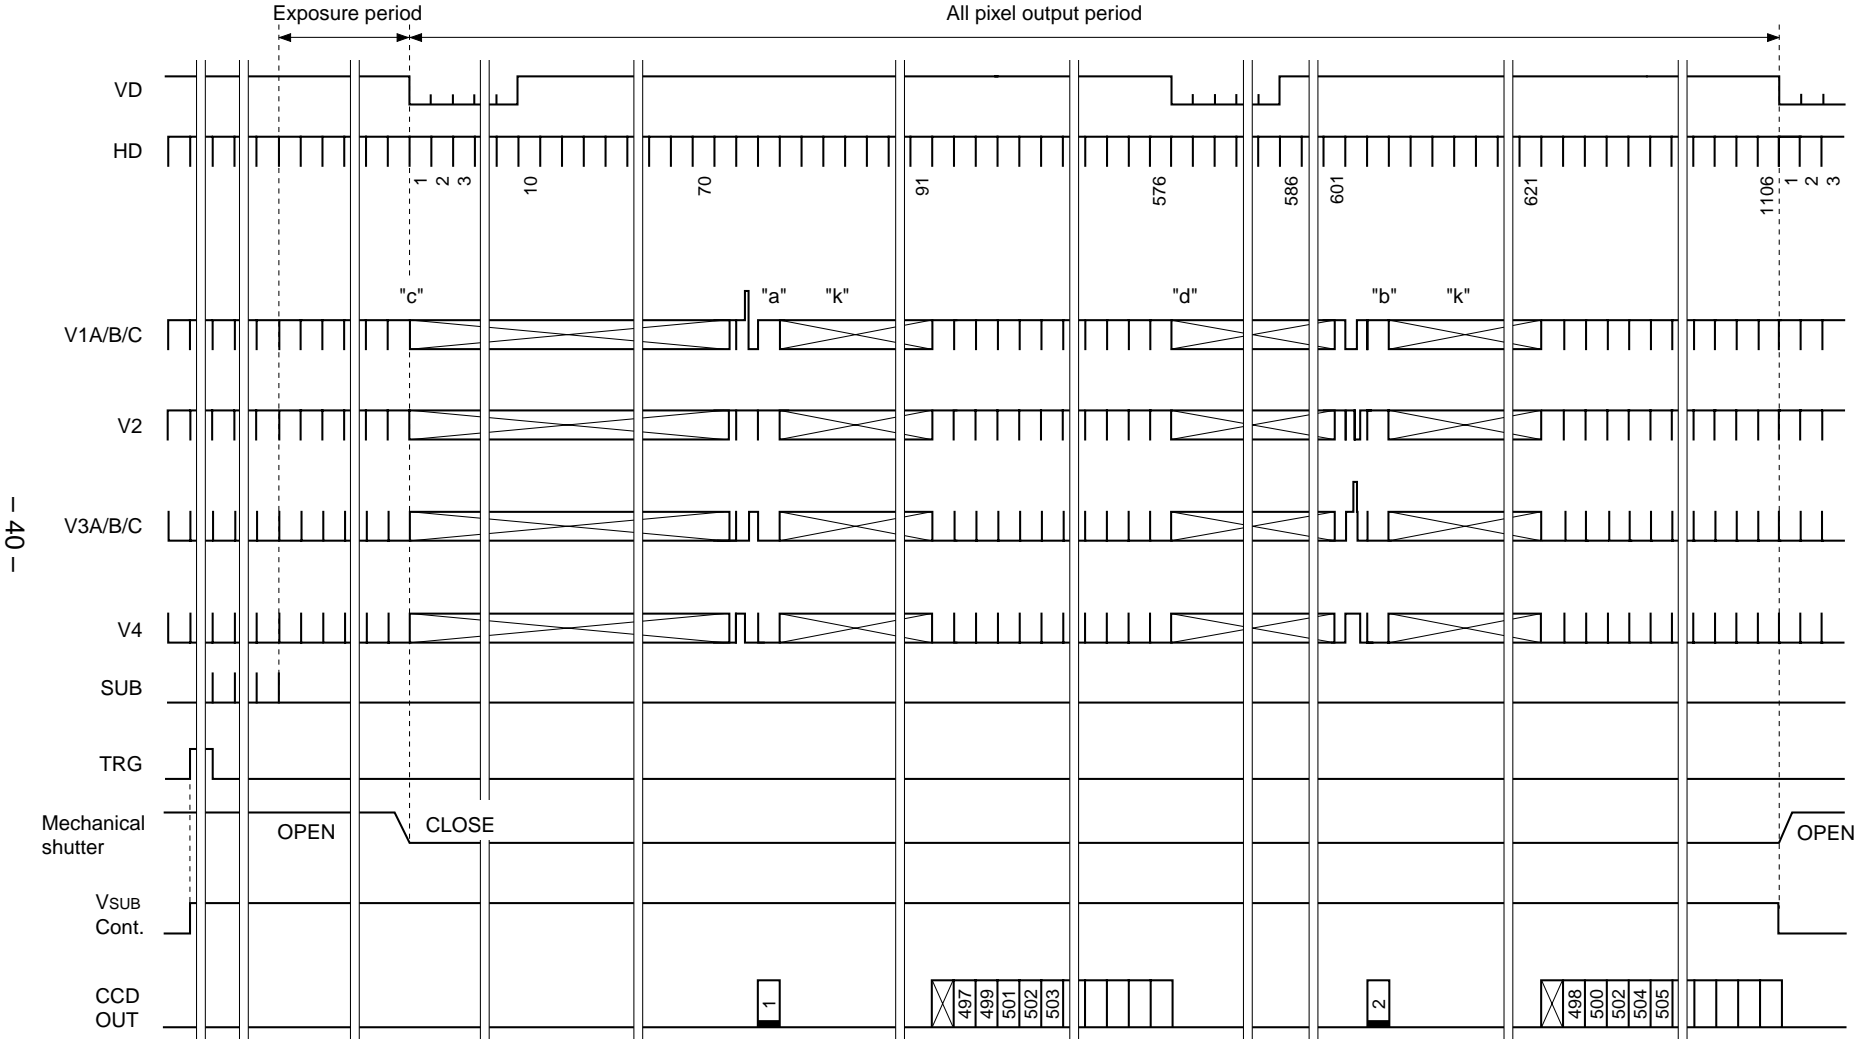 Exposure period
All pixel output period
VD
HD
1 2 3 10 70 91 576 586 601 621 1106 1 2 3
"c" "a" "k" "d" "b" "k"
V1A/B/C
V2
V3A/B/C
V4
SUB
TRG
Mechanical
shutter
OPEN CLOSE OPEN
VSUB
Cont.
CCD
OUT
1 497 499 501 502 503 2 498 500 502 504 505
– 40 –